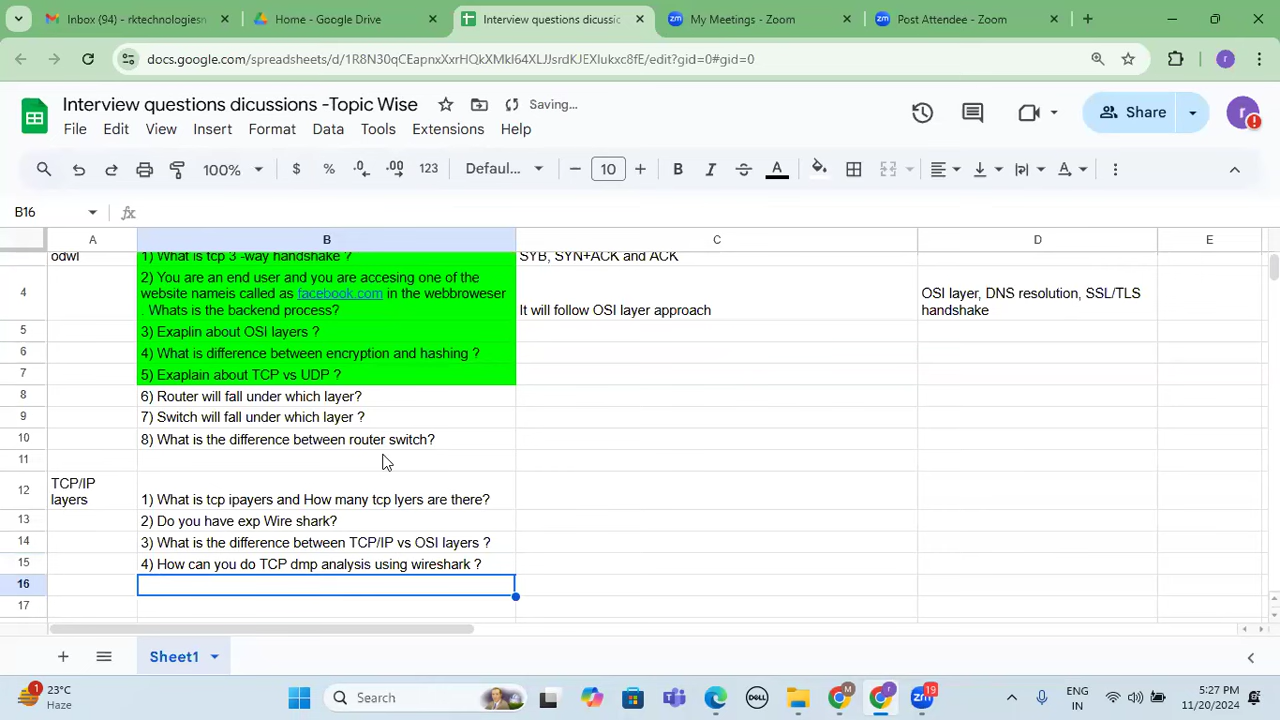 Inbox (94) - rktechnologiesn
Home - Google Drive
Interview questions dicussic
My Meetings - Zoom
Post Attendee - Zoom
docs.google.com/spreadsheets/d/1R8N30qCEapnxXxrHQkXMkI64XLJJsrdKJEXIukxc8fE/edit?gid=0#gid=0
r
Interview questions dicussions -Topic Wise
Saving...
Share
r
File Edit View Insert Format Data Tools Extensions Help
100% $ % .0 .00 123 Defaul... 10 B I A
B16 fx
A B C D E
odwl 1) What is tcp 3 -way handshake ? SYB, SYN+ACK and ACK
2) You are an end user and you are accesing one of the
4 website nameis called as facebook.com in the webbroweser OSI layer, DNS resolution, SSL/TLS
. Whats is the backend process? It will follow OSI layer approach handshake
5 3) Exaplin about OSI layers ?
6 4) What is difference between encryption and hashing ?
7 5) Exaplain about TCP vs UDP ?
8 6) Router will fall under which layer?
9 7) Switch will fall under which layer ?
10 8) What is the difference between router switch?
11
TCP/IP
12 layers 1) What is tcp ipayers and How many tcp lyers are there?
13 2) Do you have exp Wire shark?
14 3) What is the difference between TCP/IP vs OSI layers ?
15 4) How can you do TCP dmp analysis using wireshark ?
16
17
Sheet1
1
23°C
Haze
Search
DELL
M
r
zm
19
ENG
IN
5:27 PM
11/20/2024